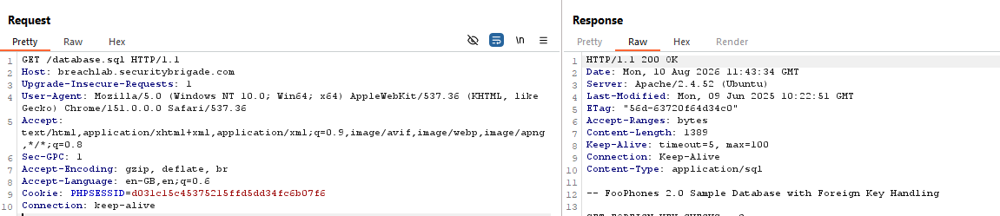 Request
Pretty Raw Hex
\n
1 GET /database.sql HTTP/1.1
2 Host: breachlab.securitybrigade.com
3 Upgrade-Insecure-Requests: 1
4 User-Agent: Mozilla/5.0 (Windows NT 10.0; Win64; x64) AppleWebKit/537.36 (KHTML, like
Gecko) Chrome/151.0.0.0 Safari/537.36
5 Accept:
text/html,application/xhtml+xml,application/xml;q=0.9,image/avif,image/webp,image/apng
,*/*;q=0.8
6 Sec-GPC: 1
7 Accept-Encoding: gzip, deflate, br
8 Accept-Language: en-GB,en;q=0.6
9 Cookie: PHPSESSID=d031c15c45375215ffd5dd34fc6b07f6
10 Connection: keep-alive
Response
Pretty Raw Hex Render
1 HTTP/1.1 200 OK
2 Date: Mon, 10 Aug 2026 11:43:34 GMT
3 Server: Apache/2.4.52 (Ubuntu)
4 Last-Modified: Mon, 09 Jun 2025 10:22:51 GMT
5 ETag: "56d-63720f64d34c0"
6 Accept-Ranges: bytes
7 Content-Length: 1389
8 Keep-Alive: timeout=5, max=100
9 Connection: Keep-Alive
10 Content-Type: application/sql
11
12 -- FooPhones 2.0 Sample Database with Foreign Key Handling
13